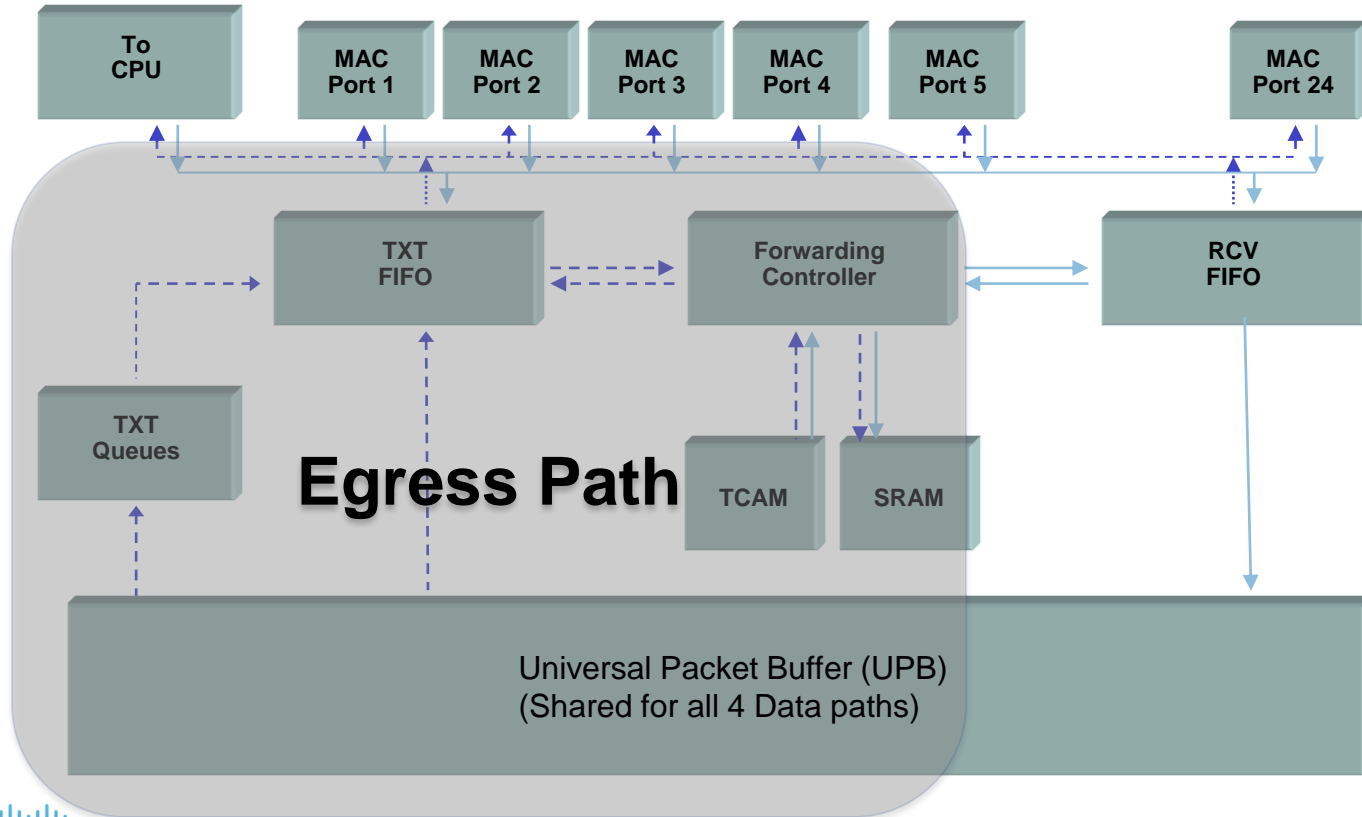 To
CPU
MAC
Port 1
MAC
Port 2
MAC
Port 3
MAC
Port 4
MAC
Port 5
MAC
Port 24
TXT
FIFO
Forwarding
Controller
RCV
FIFO
TXT
Queues
Egress Path
TCAM
SRAM
Universal Packet Buffer (UPB)
(Shared for all 4 Data paths)